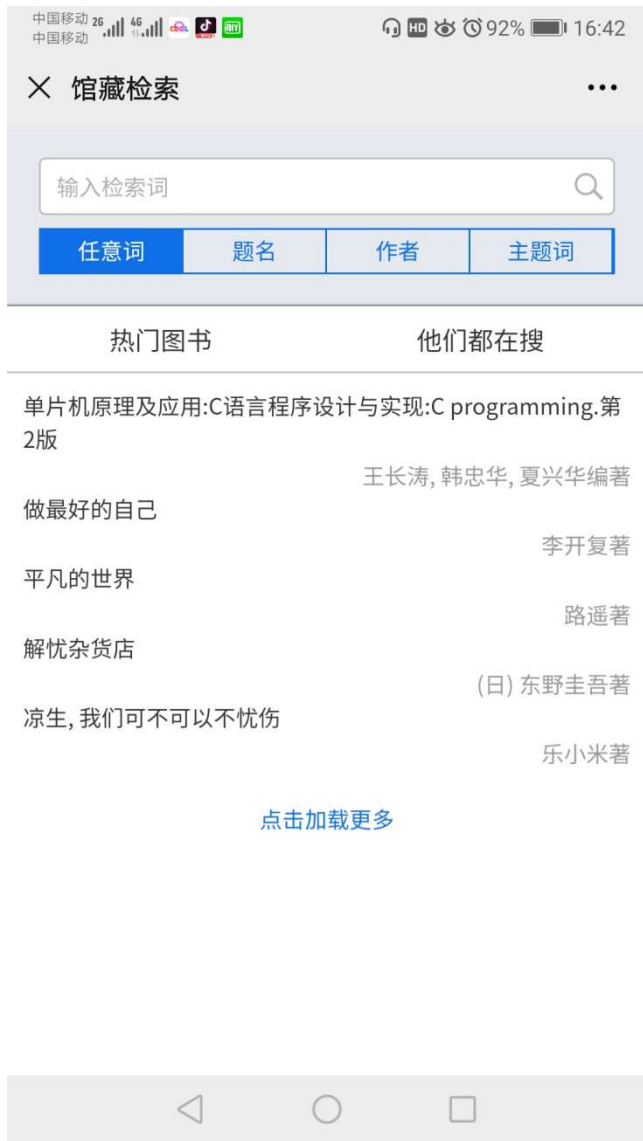 中国移动 2G 4G HD 92% 16:42
中国移动
馆藏检索
输入检索词
任意词 题名 作者 主题词
热门图书 他们都在搜
单片机原理及应用:C语言程序设计与实现:C programming.第
2版
王长涛, 韩忠华, 夏兴华编著
做最好的自己
李开复著
平凡的世界
路遥著
解忧杂货店
(日) 东野圭吾著
凉生, 我们可不可以不忧伤
乐小米著
点击加载更多